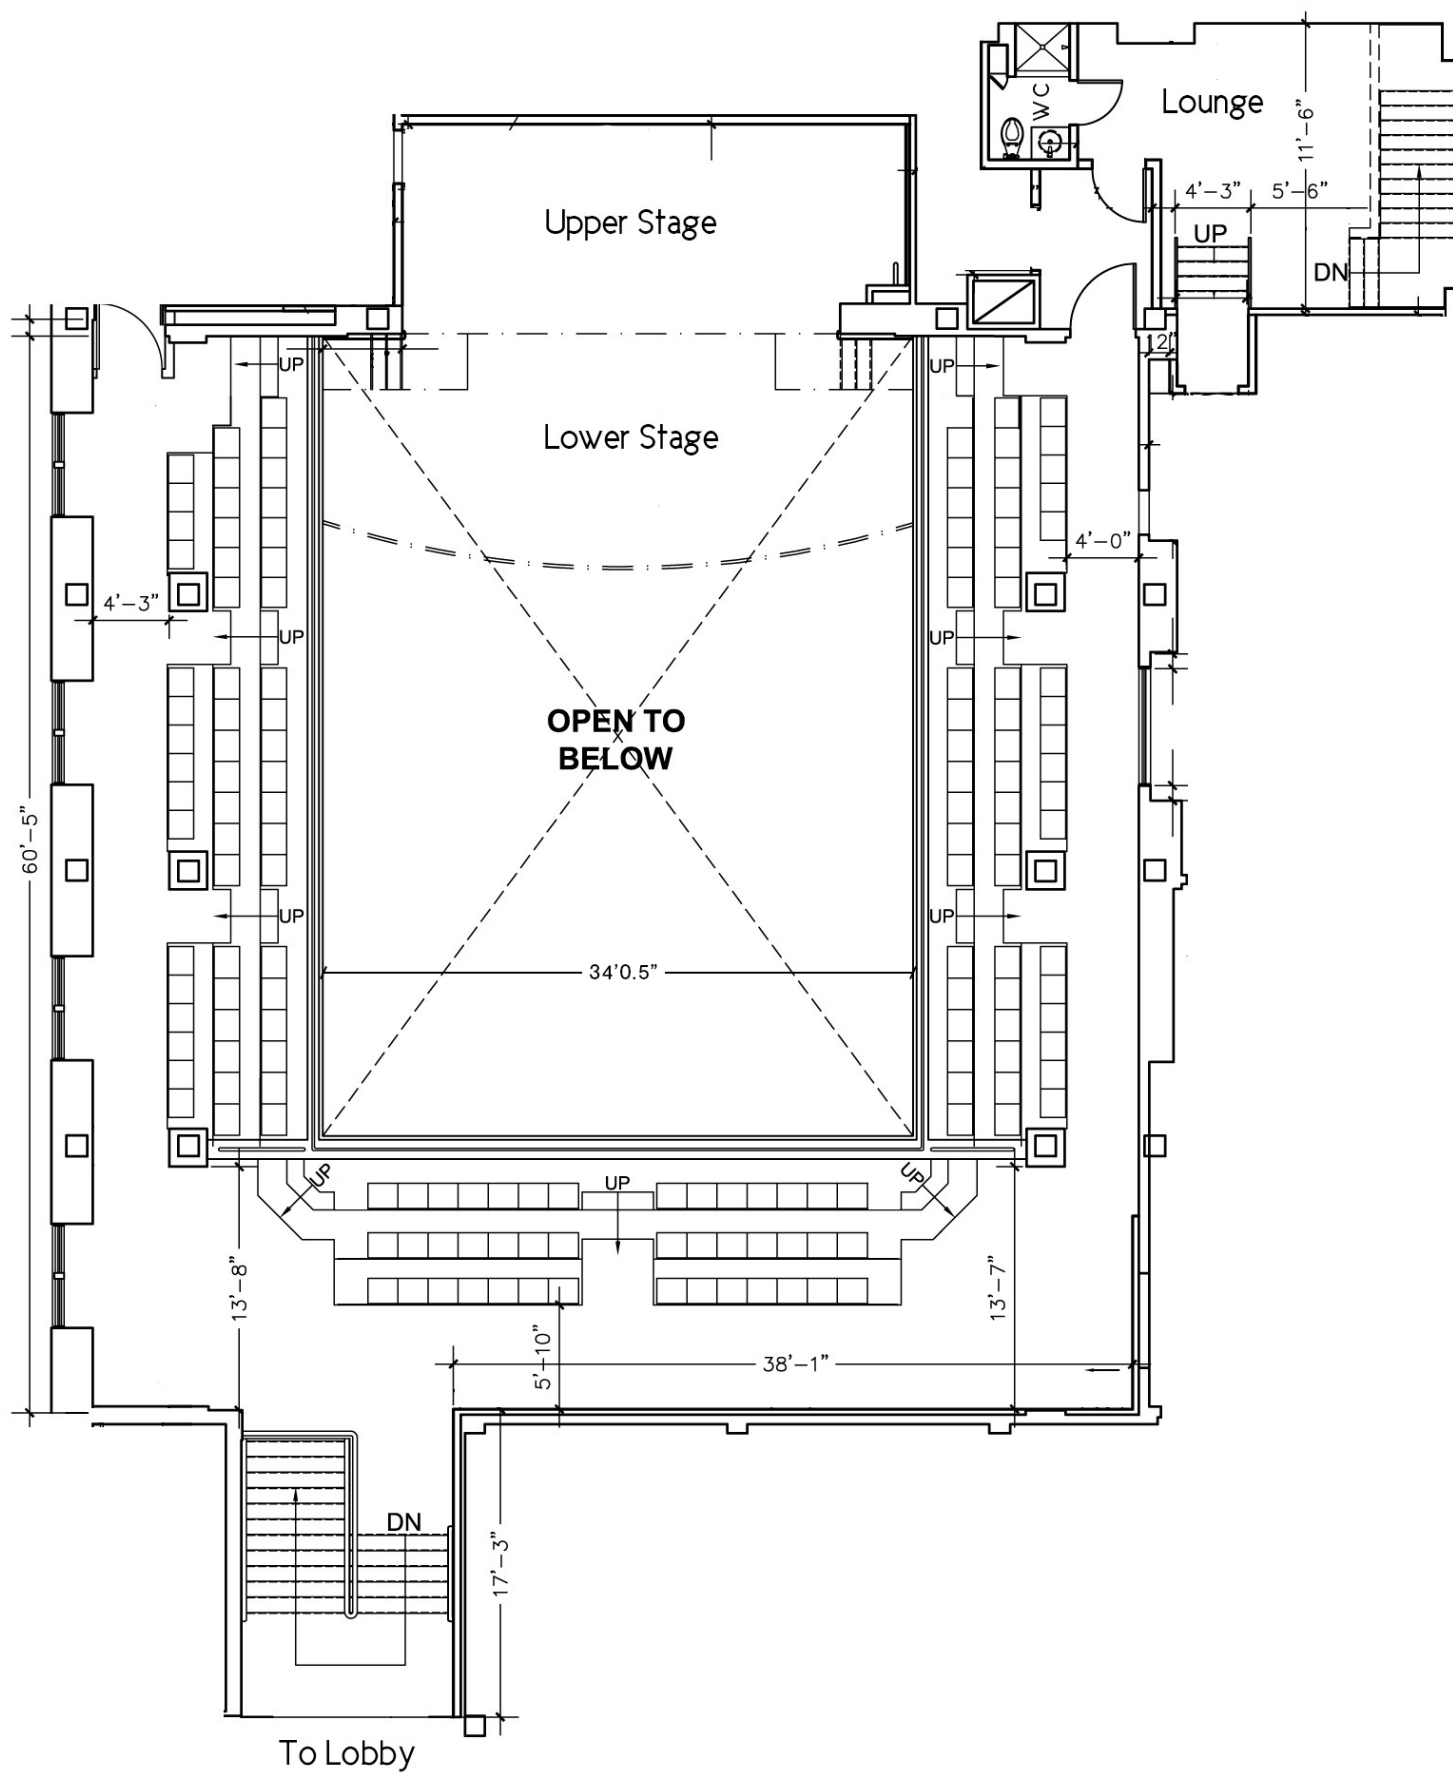 WC
Lounge
11'-6"
Upper Stage
4'-3"
5'-6"
UP
DN
2"
UP
UP
Lower Stage
4'-0"
4'-3"
UP
UP
OPEN TO
BELOW
60'-5"
UP
UP
34'0.5"
UP
UP
UP
13'-8"
13'-7"
5'-10"
38'-1"
DN
17'-3"
To Lobby